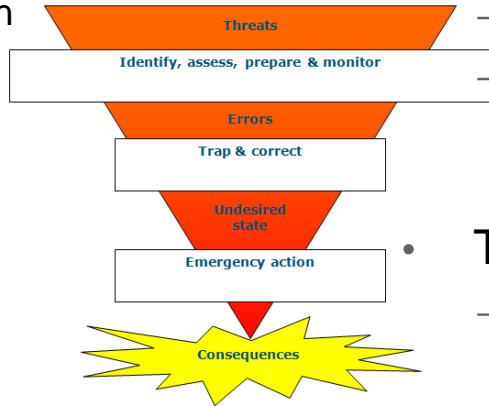 Threats
Identify, assess, prepare & monitor
Errors
Trap & correct
Undesired
state
Emergency action
Consequences